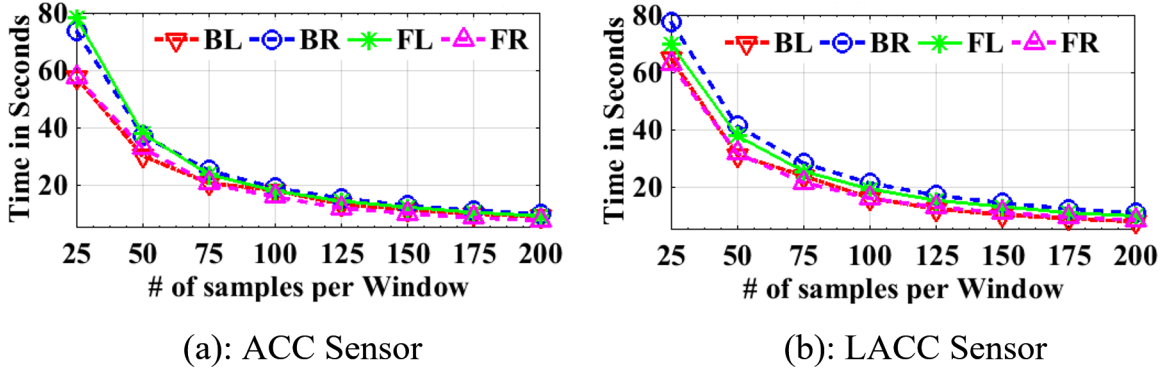 80
60
40
20
Time in Seconds
BL BR FL FR
25 50 75 100 125 150 175 200
# of samples per Window
(a): ACC Sensor
80
60
40
20
Time in Seconds
BL BR FL FR
25 50 75 100 125 150 175 200
# of samples per Window
(b): LACC Sensor